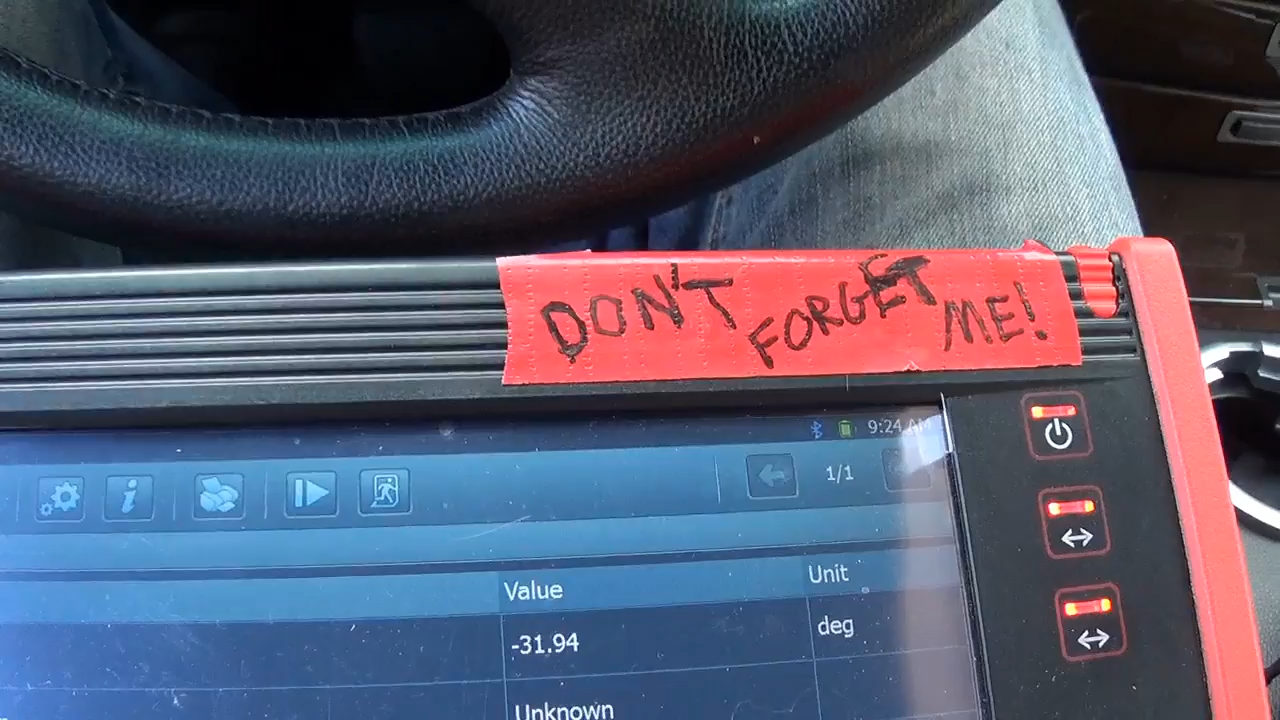 DON'T FORGET ME!
9:24 AM
1/1
Value Unit
-31.94 deg
Unknown